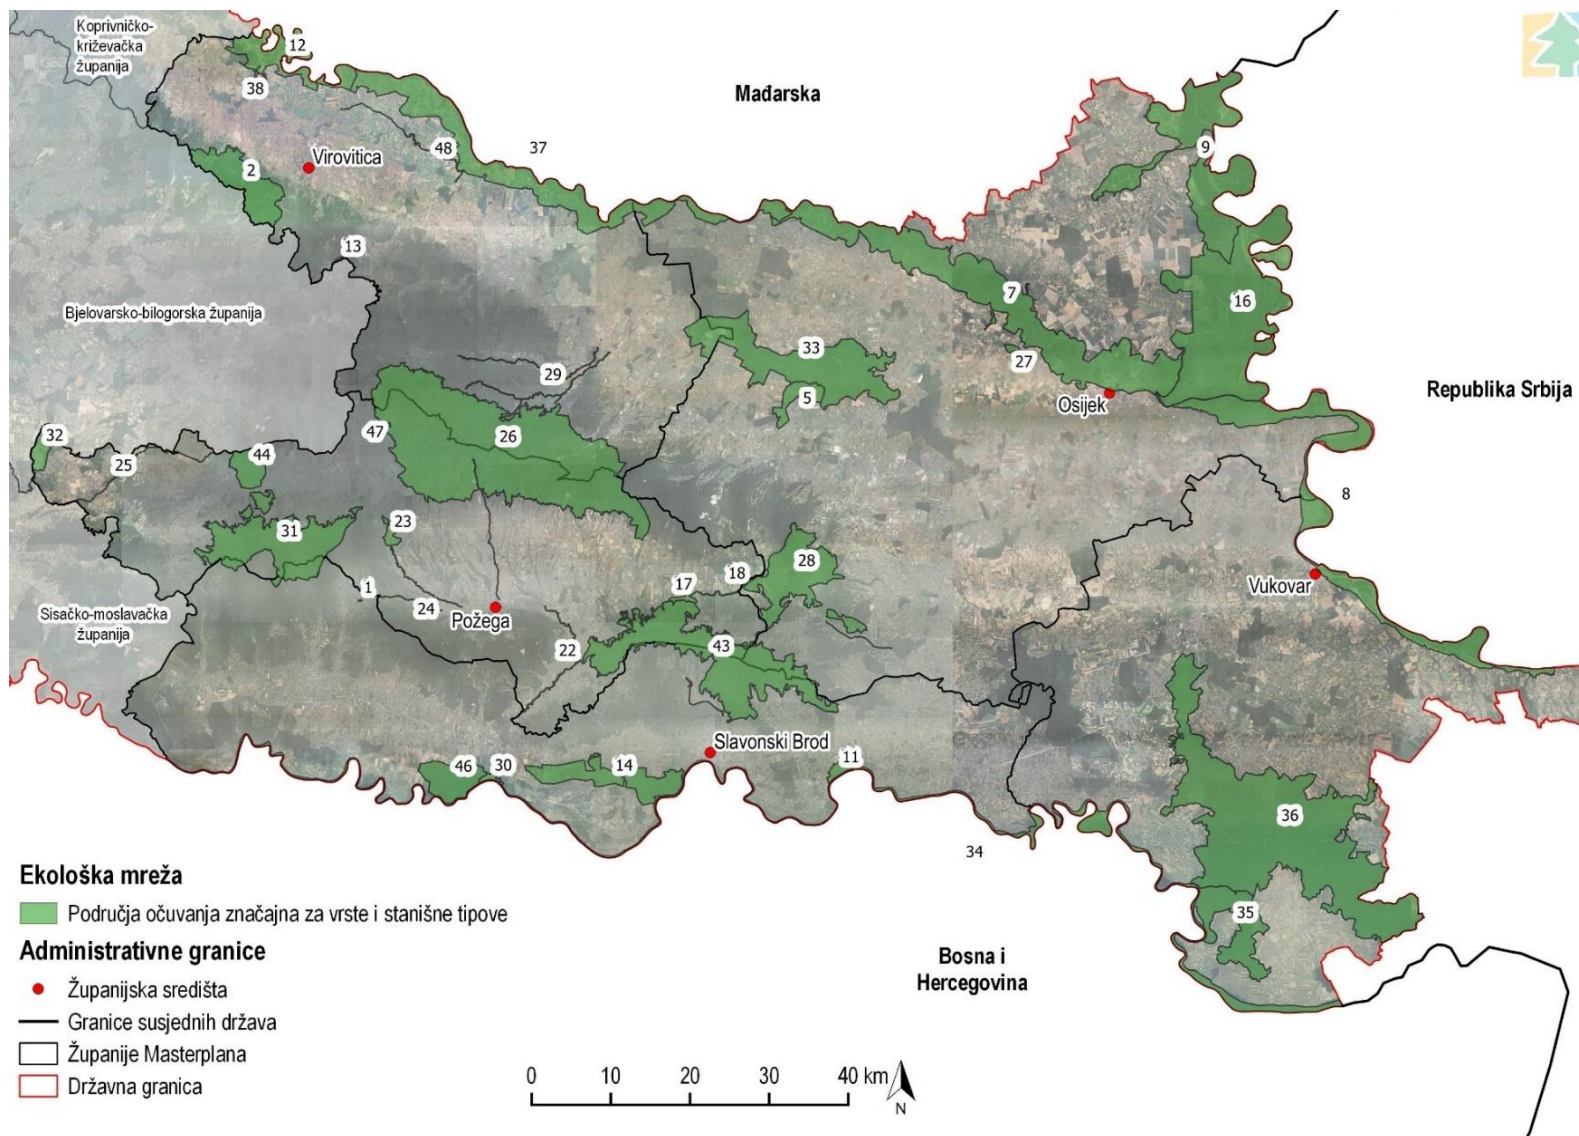 Koprivničko-
križevačka
županija
12
38
Mađarska
9
37
48
Virovitica
2
13
7
16
Bjelovarsko-bilogorska županija
33
27
29
5
Osijek
Republika Srbija
32
47
26
44
25
8
31
23
28
18
17
Vukovar
1
24
Požega
Sisačko-moslavačka
županija
22
43
Slavonski Brod
46
30
14
11
36
34
35
Bosna i
Hercegovina
Ekološka mreža
Područja očuvanja značajna za vrste i stanišne tipove
Administrativne granice
Županijska središta
Granice susjednih država
Županije Masterplana
Državna granica
0 10 20 30 40 km
N